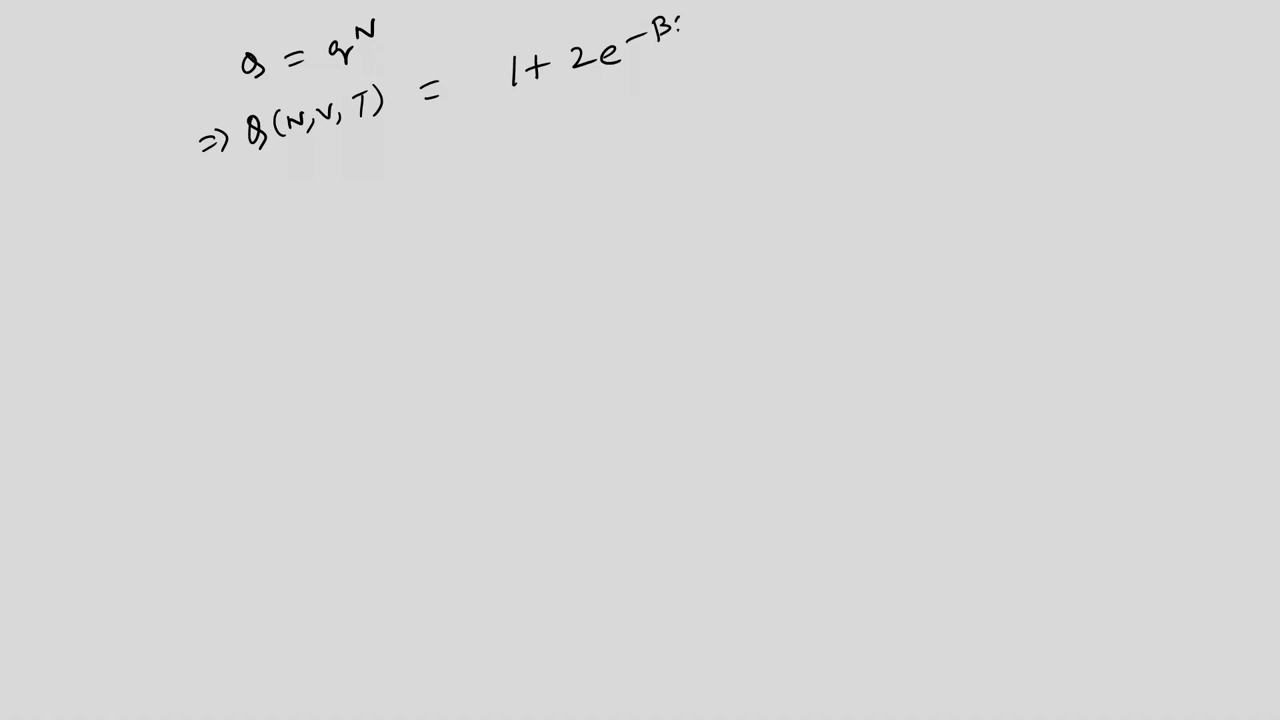 Q = q^N
⇒ Q(N,V,T) = 1 + 2e^{-β